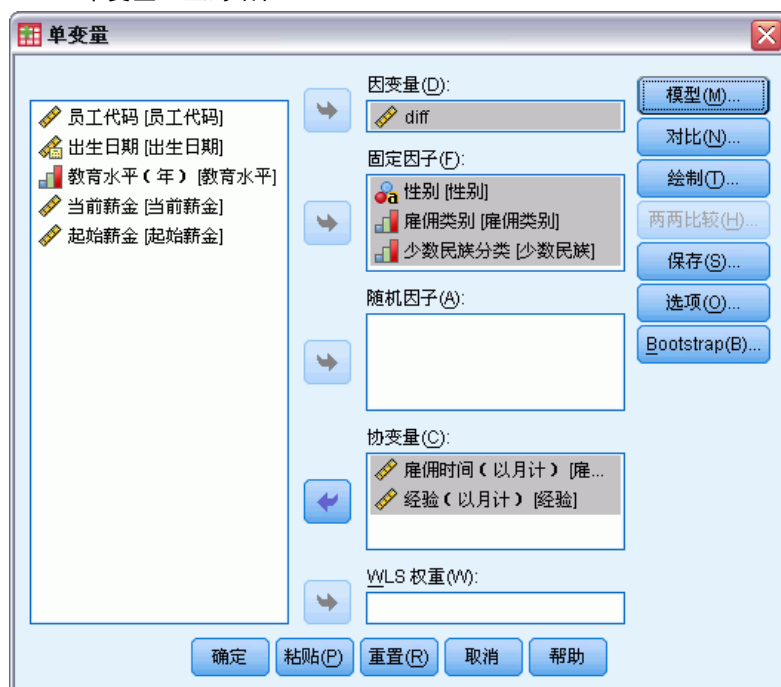 单变量
员工代码 [员工代码]
出生日期 [出生日期]
教育水平（年） [教育水平]
当前薪金 [当前薪金]
起始薪金 [起始薪金]
因变量(D):
diff
固定因子(F):
性别 [性别]
雇佣类别 [雇佣类别]
少数民族分类 [少数民族]
随机因子(A):
协变量(C):
雇佣时间（以月计） [雇...
经验（以月计） [经验]
WLS 权重(W):
模型(M)...
对比(N)...
绘制(T)...
两两比较(H)...
保存(S)...
选项(O)...
Bootstrap(B)...
确定
粘贴(P)
重置(R)
取消
帮助